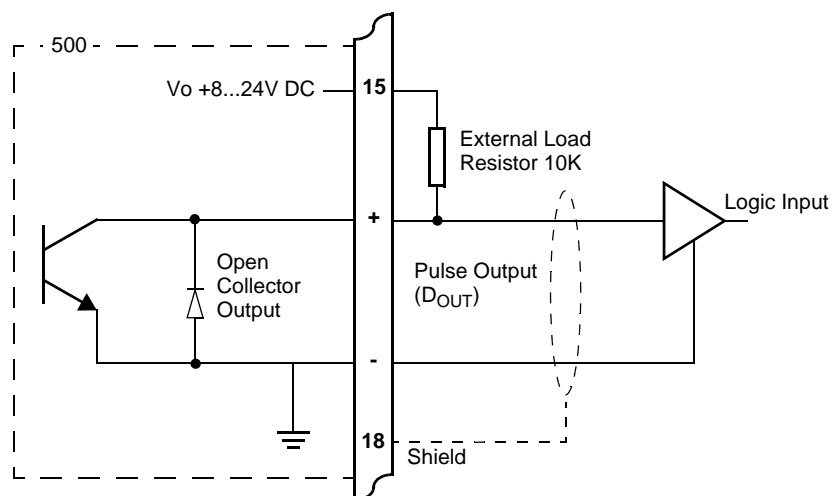 500
Vo +8...24V DC
15
External Load
Resistor 10K
Logic Input
+
Open
Collector
Output
Pulse Output
(DOUT)
-
18
Shield